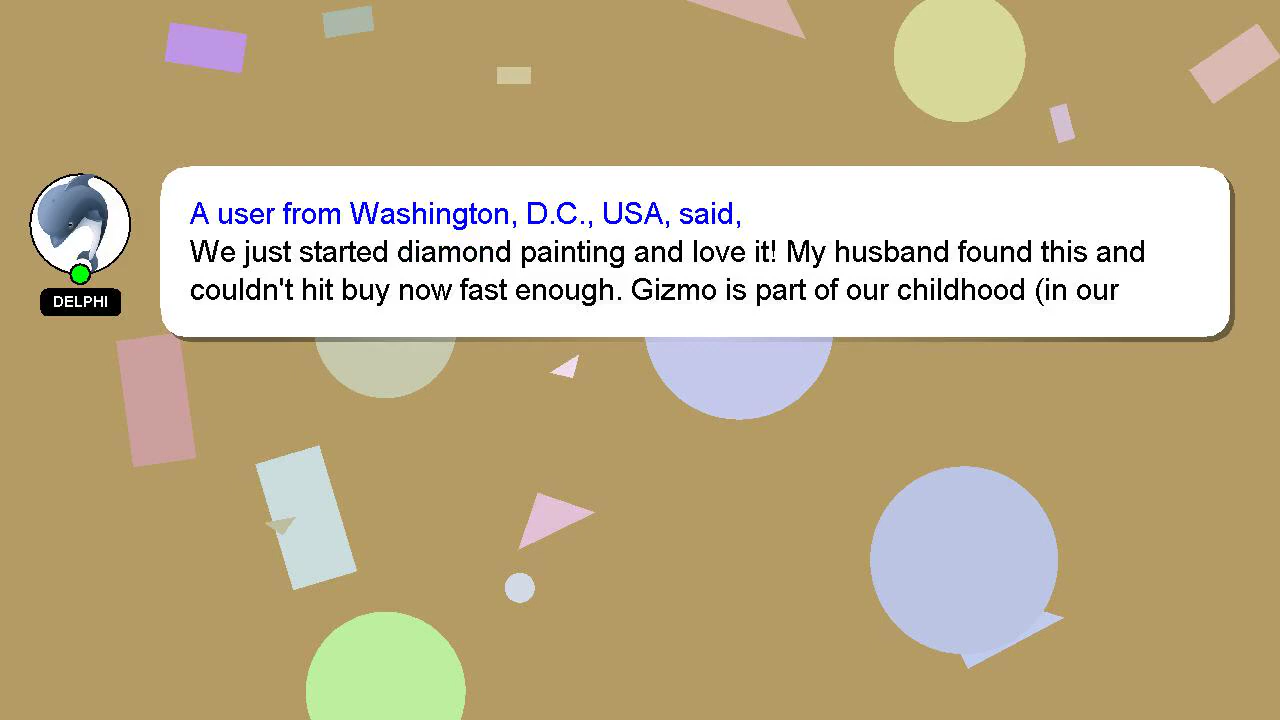 A user from Washington, D.C., USA, said,
We just started diamond painting and love it! My husband found this and
couldn't hit buy now fast enough. Gizmo is part of our childhood (in our
DELPHI